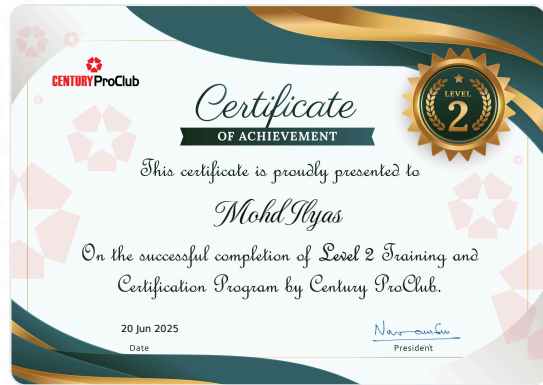 CENTURY ProClub
LEVEL
2
Certificate
OF ACHIEVEMENT
This certificate is proudly presented to
Mohd Ilyas
On the successful completion of Level 2 Training and
Certification Program by Century ProClub.
20 Jun 2025
Date
President